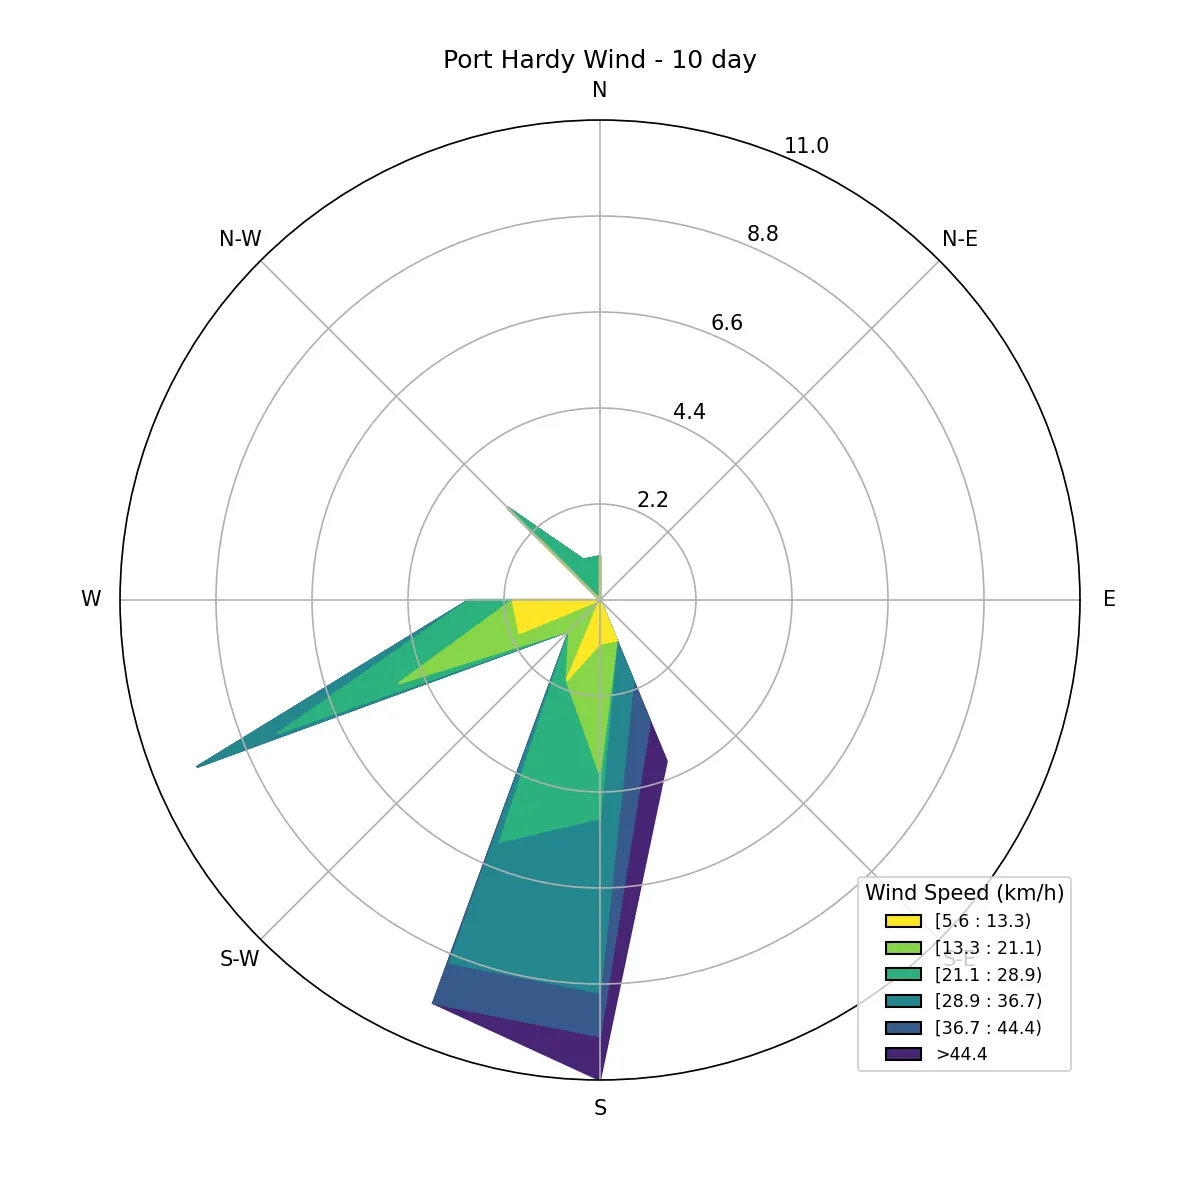 Port Hardy Wind - 10 day
N
11.0
N-W
N-E
8.8
6.6
4.4
2.2
W
E
S-W
S-E
S
Wind Speed (km/h)
[5.6 : 13.3)
[13.3 : 21.1)
[21.1 : 28.9)
[28.9 : 36.7)
[36.7 : 44.4)
>44.4